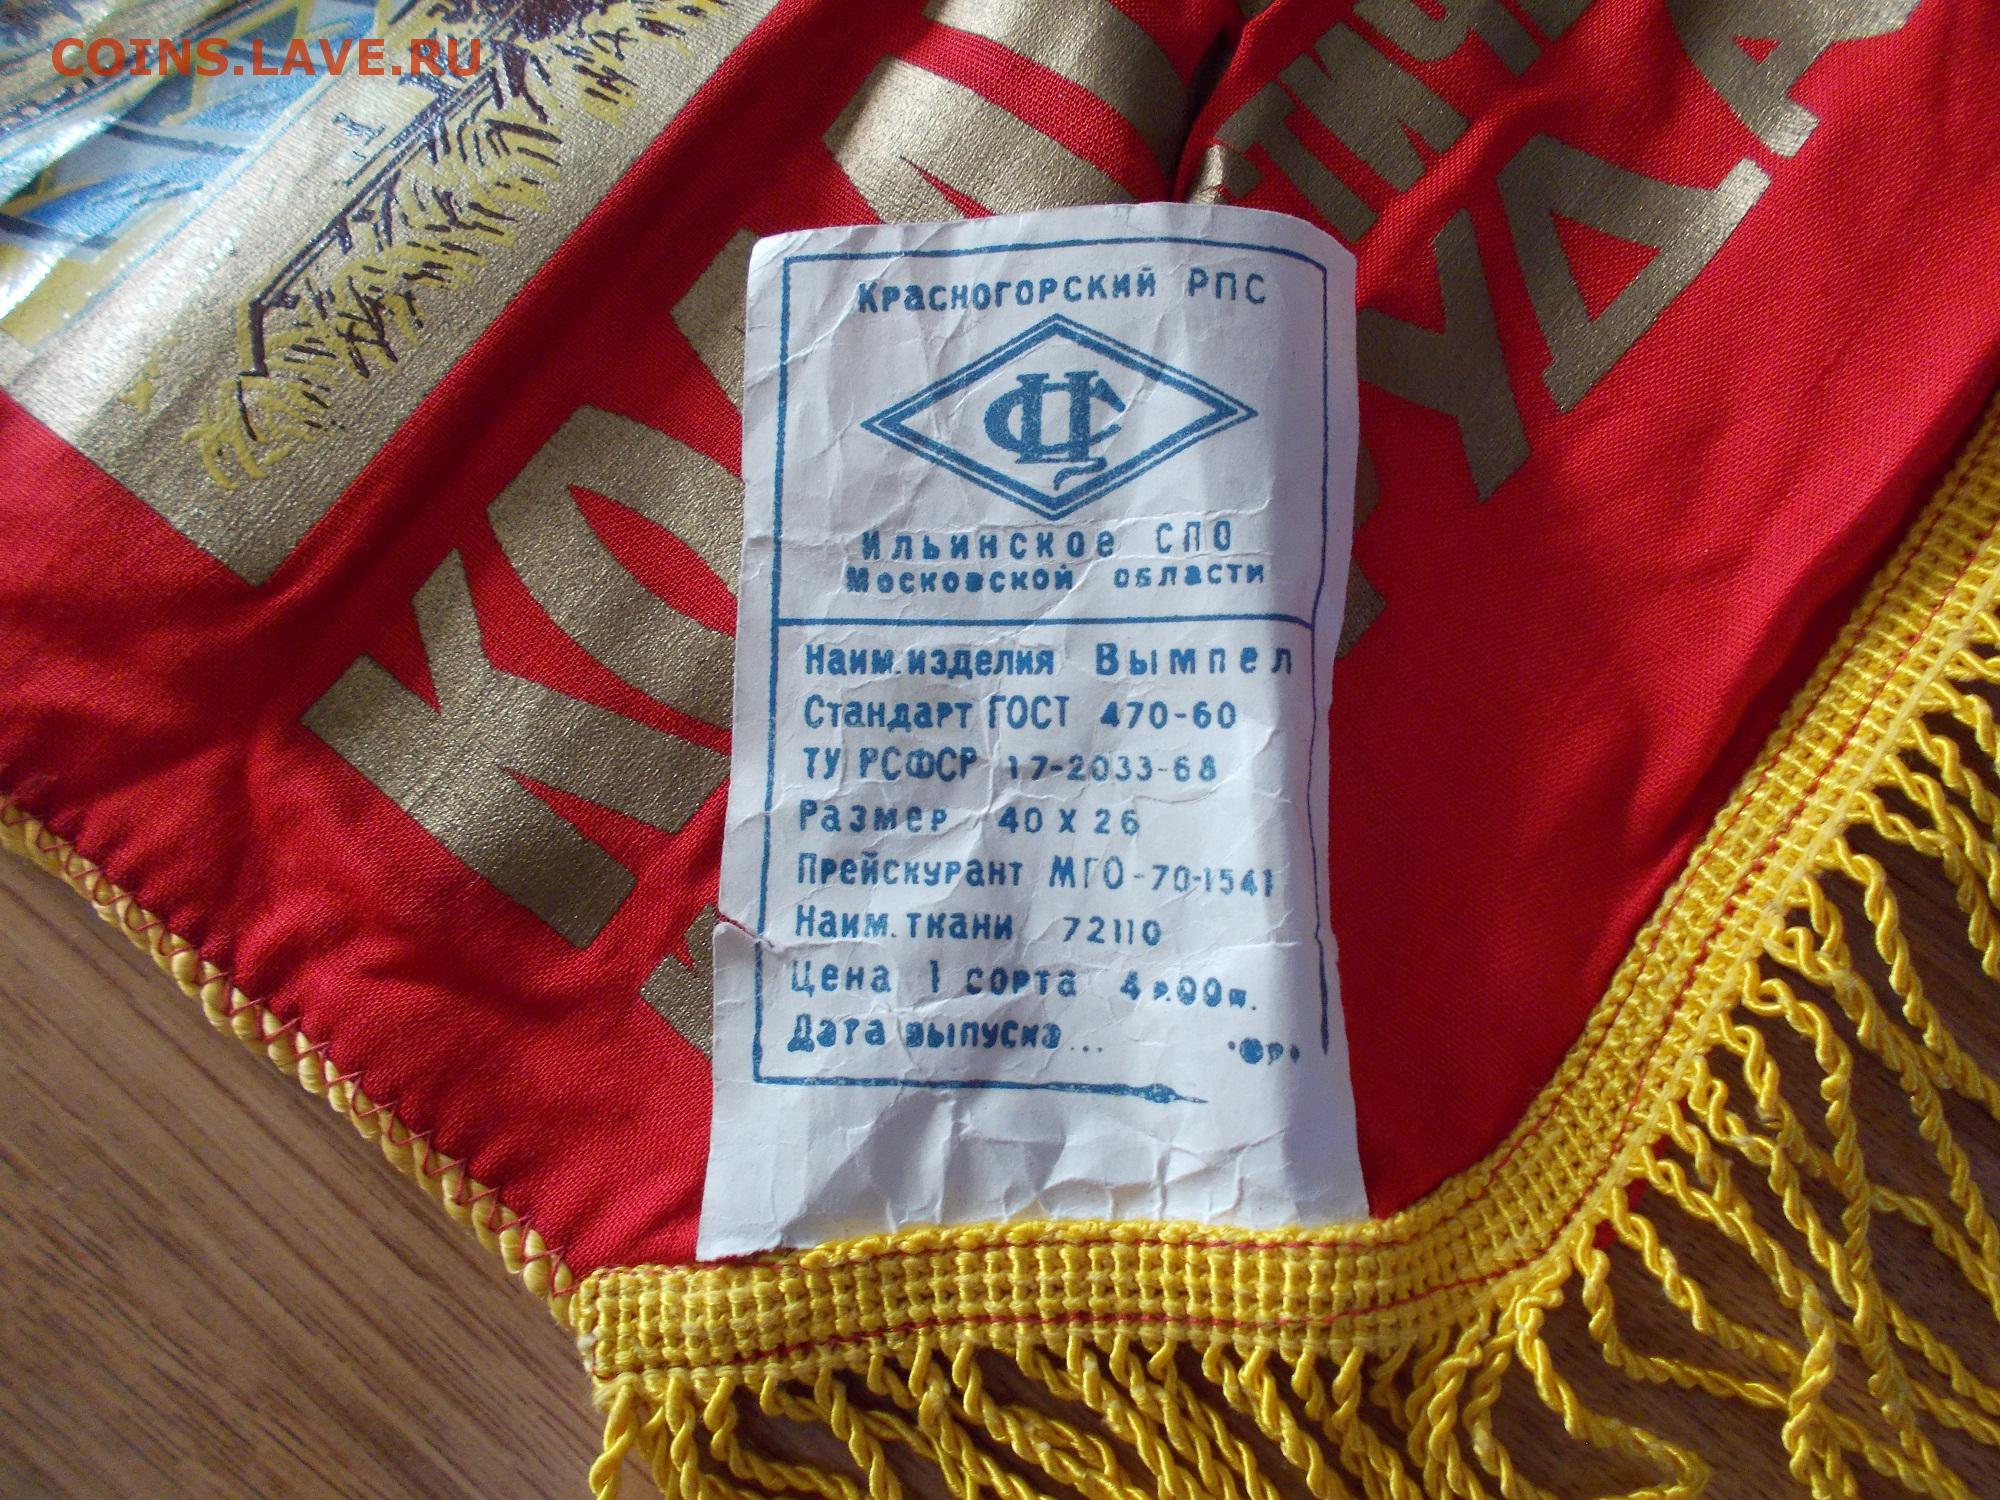 COINS.LAVE.RU
Красногорский РПС
Ильинское СПО
Московской области
Наим. изделия Вымпел
Стандарт ГОСТ 470-60
ТУ РСФСР 17-2033-68
Размер 40 х 26
Прейскурант МГО-70-1541
Наим. ткани 72110
Цена 1 сорта 4р.00к.
Дата выпуска...